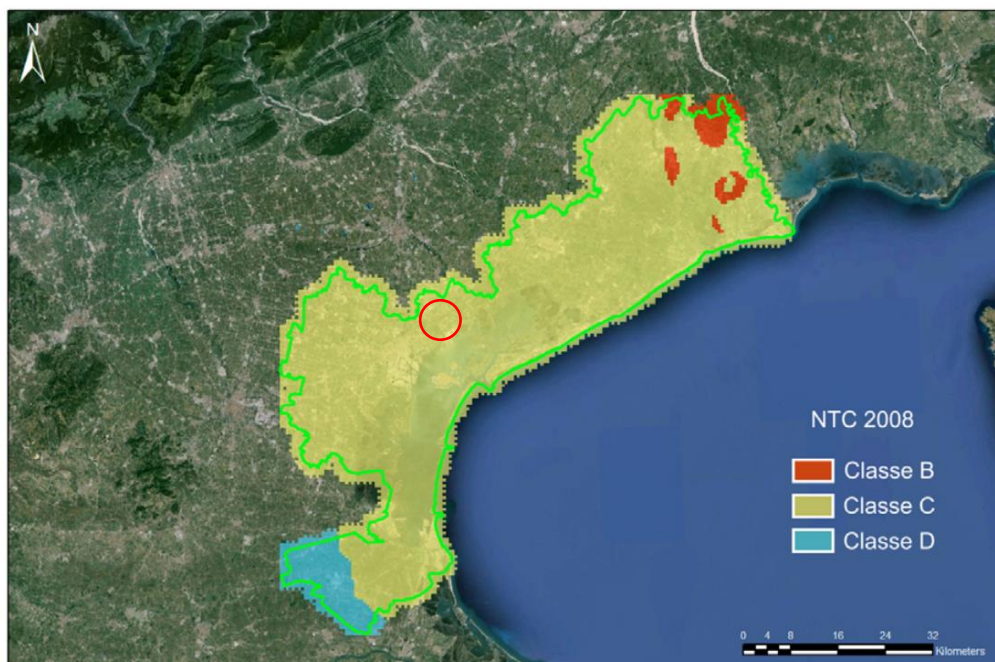 N
NTC 2008
Classe B
Classe C
Classe D
0 4 8 16 24 32
Kilometers